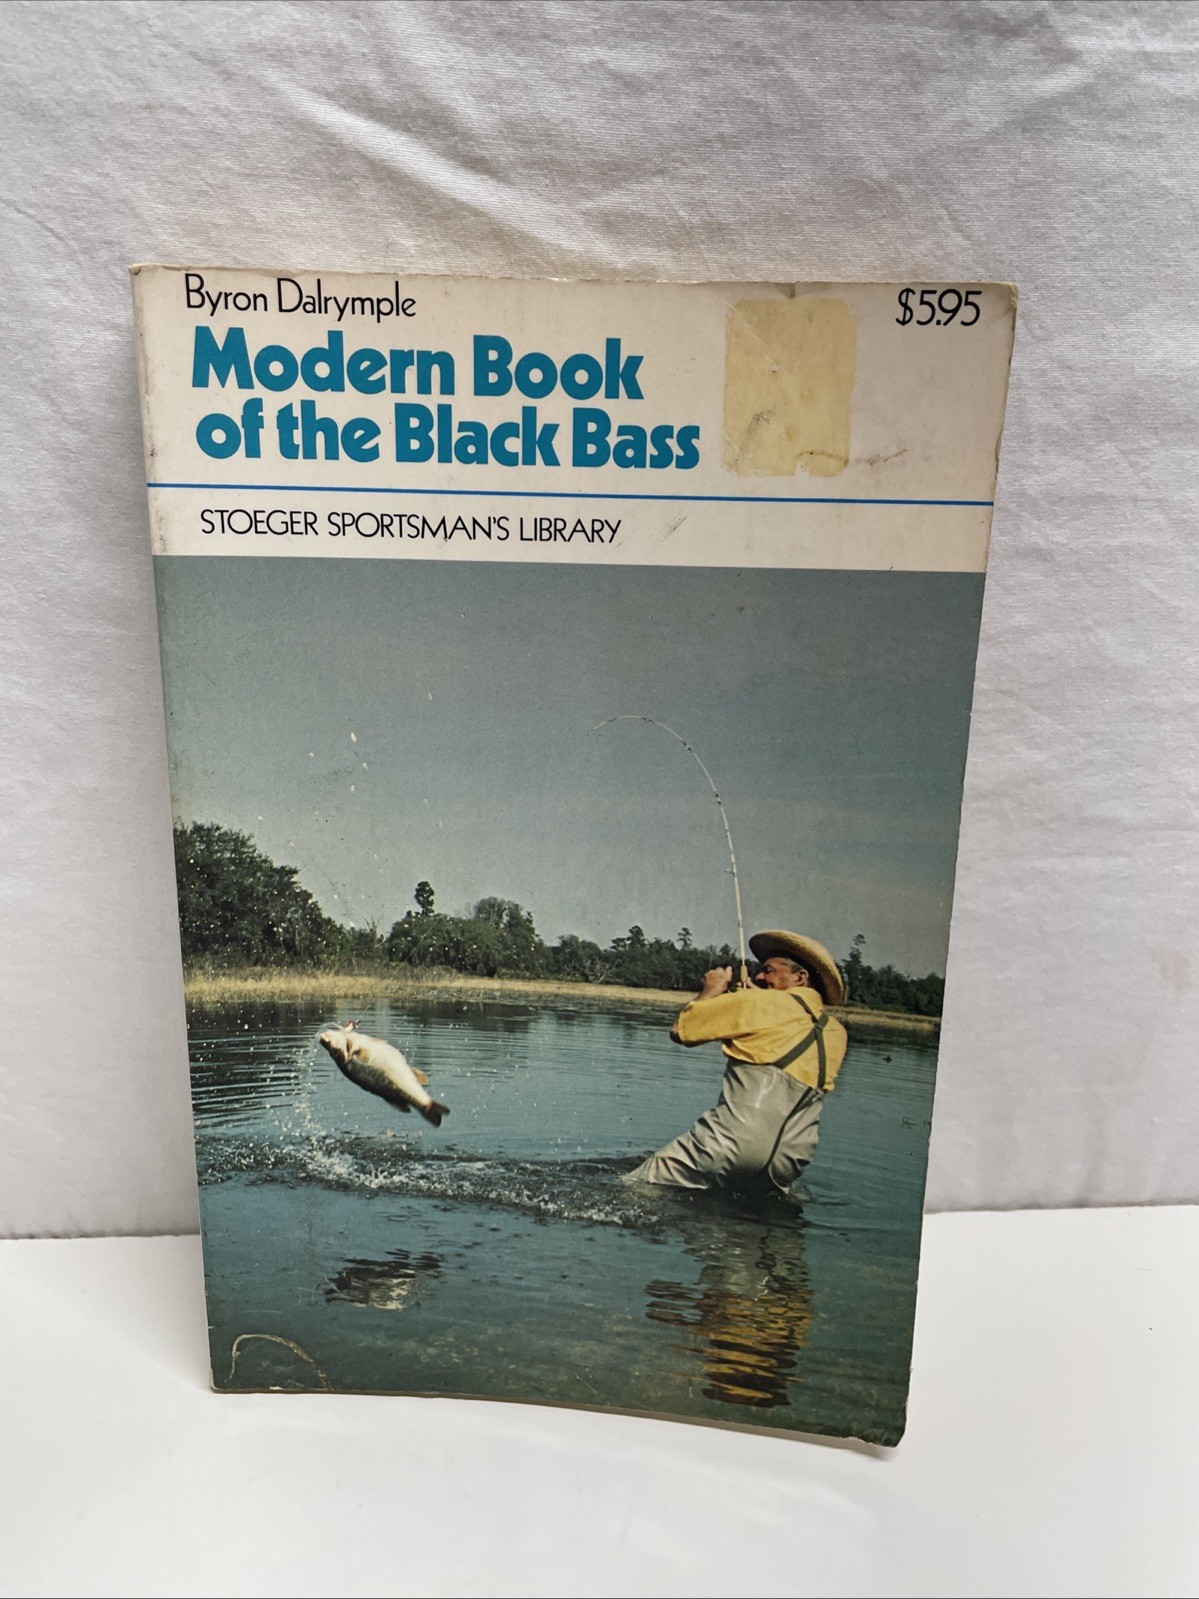 Byron Dalrymple
$5.95
Modern Book
of the Black Bass
STOEGER SPORTSMAN'S LIBRARY